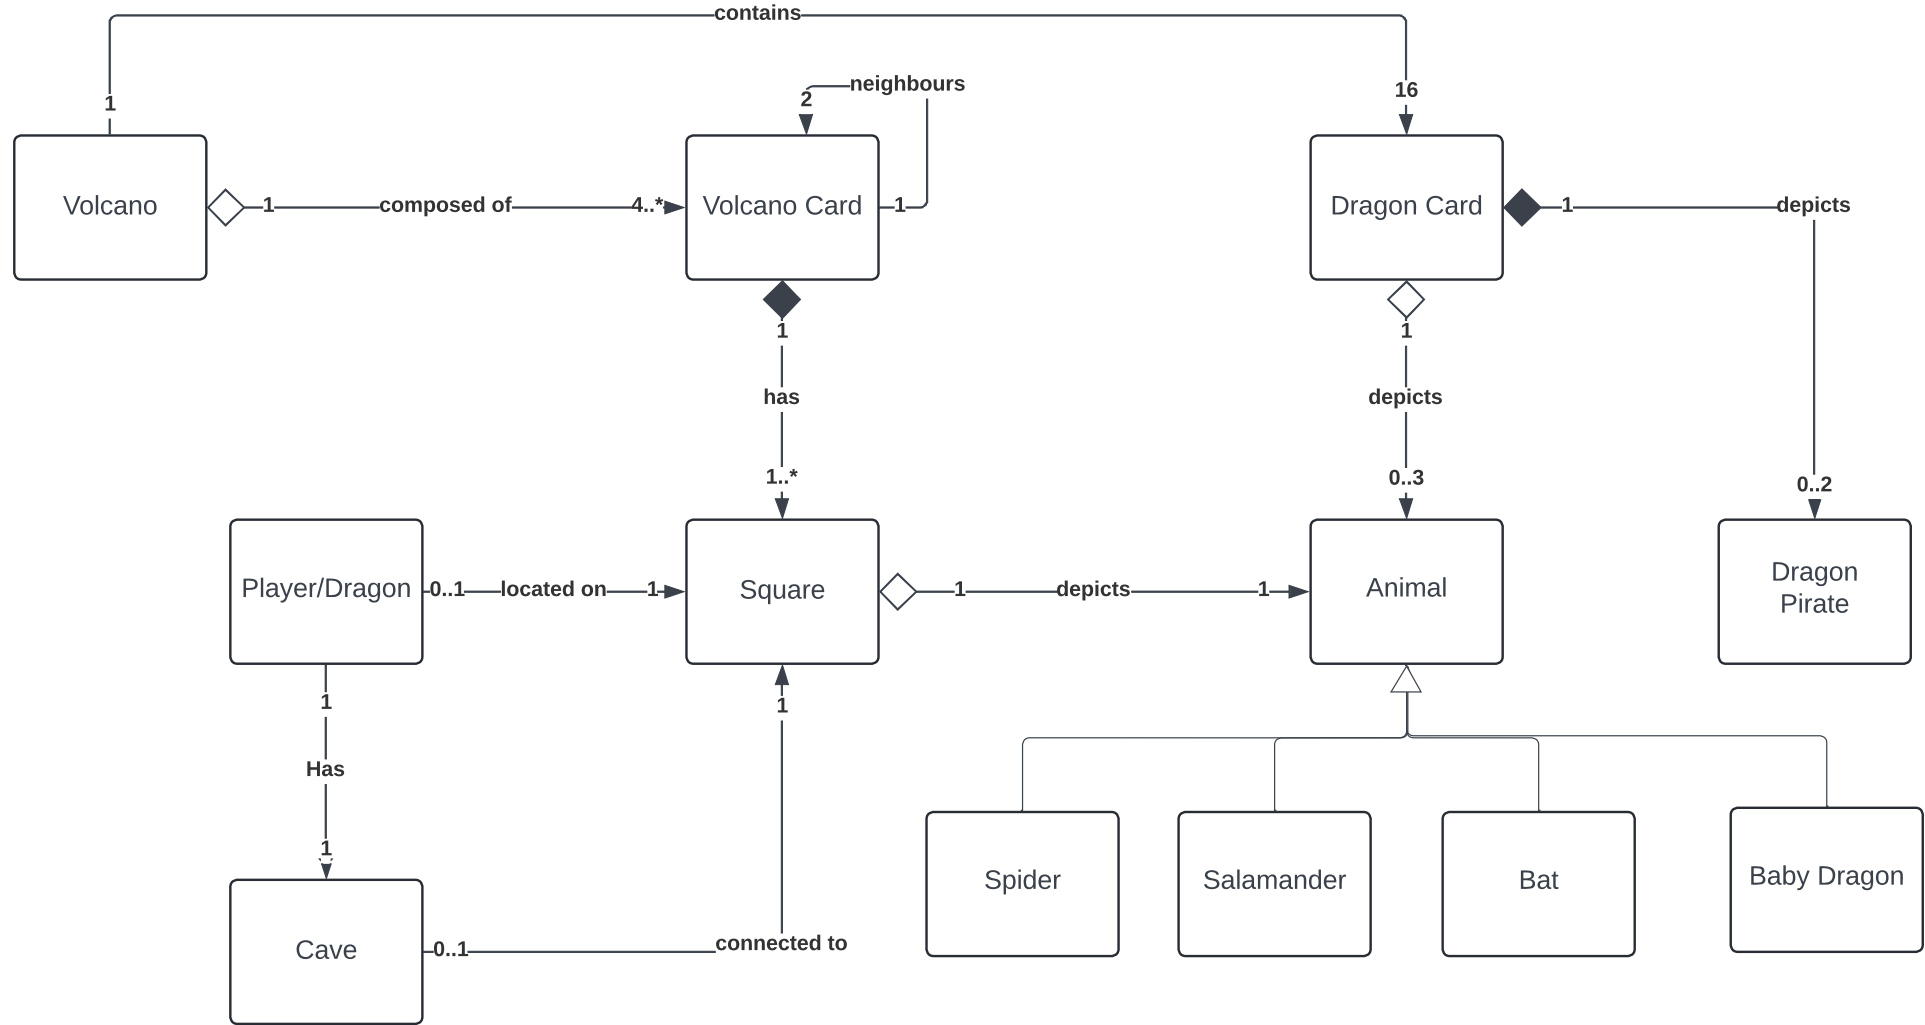 contains
neighbours
1
2
16
Volcano
1
composed of
4..*
Volcano Card
1
Dragon Card
1
depicts
1
1
has
depicts
1..*
0..3
0..2
Player/Dragon
0..1
located on
1
Square
1
depicts
1
Animal
Dragon
Pirate
1
1
Has
1
Spider
Salamander
Bat
Baby Dragon
Cave
0..1
connected to